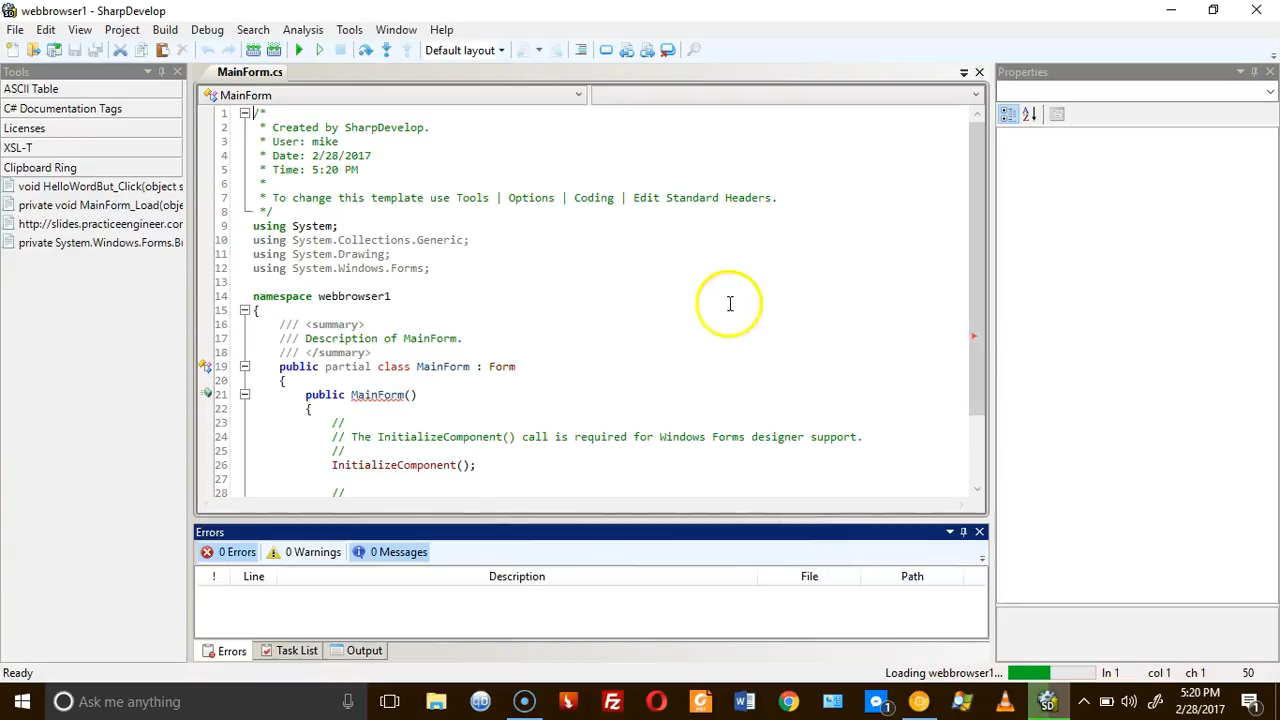 webbrowser1 - SharpDevelop
File Edit View Project Build Debug Search Analysis Tools Window Help
Default layout
Tools
MainForm.cs
Properties
ASCII Table
C# Documentation Tags
Licenses
XSL-T
Clipboard Ring
void HelloWordBut_Click(object s
private void MainForm_Load(obje
http://slides.practiceengineer.com
private System.Windows.Forms.Bu
MainForm
1 /*
2 * Created by SharpDevelop.
3 * User: mike
4 * Date: 2/28/2017
5 * Time: 5:20 PM
6 *
7 * To change this template use Tools | Options | Coding | Edit Standard Headers.
8 */
9 using System;
10 using System.Collections.Generic;
11 using System.Drawing;
12 using System.Windows.Forms;
13
14 namespace webbrowser1
15 {
16 /// <summary>
17 /// Description of MainForm.
18 /// </summary>
19 public partial class MainForm : Form
20 {
21 public MainForm()
22 {
23 //
24 // The InitializeComponent() call is required for Windows Forms designer support.
25 //
26 InitializeComponent();
27
28 //
Errors
0 Errors 0 Warnings 0 Messages
! Line Description File Path
Errors Task List Output
Ready Loading webbrowser1... ln 1 col 1 ch 1 50
Ask me anything
5:20 PM
2/28/2017